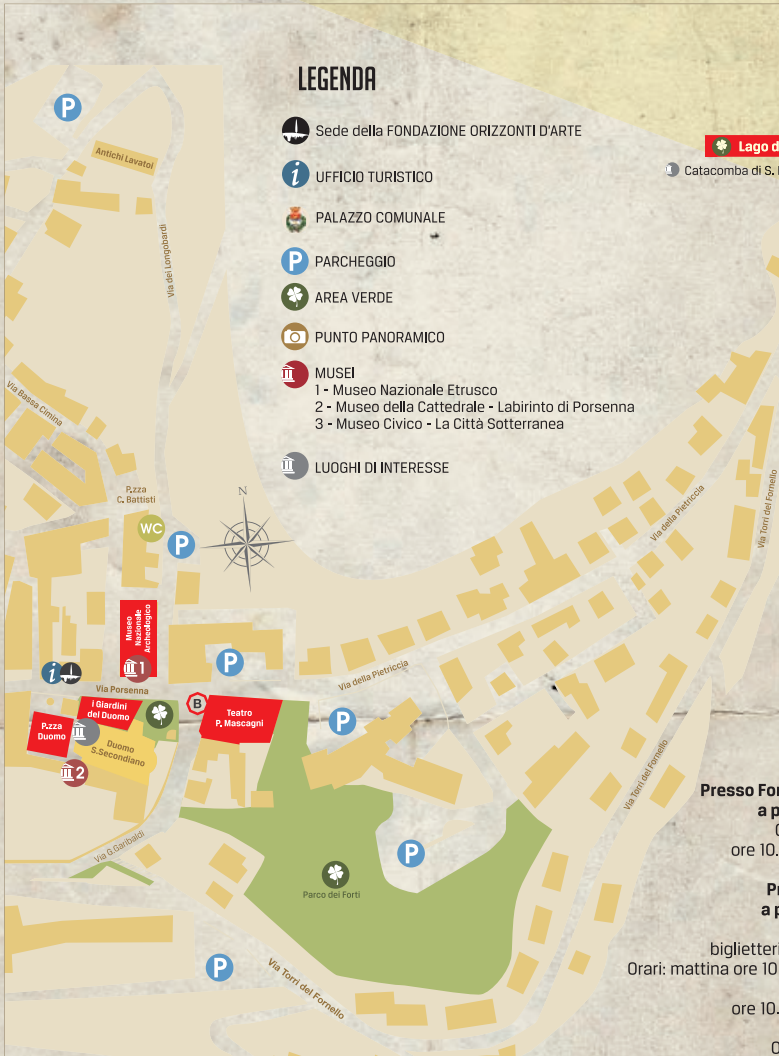 LEGENDA
Sede della FONDAZIONE ORIZZONTI D'ARTE
i
UFFICIO TURISTICO
PALAZZO COMUNALE
P
PARCHEGGIO
AREA VERDE
PUNTO PANORAMICO
MUSEI
1 - Museo Nazionale Etrusco
2 - Museo della Cattedrale - Labirinto di Porsenna
3 - Museo Civico - La Città Sotterranea
LUOGHI DI INTERESSE
Lago d
Catacomba di S.
P
Antichi Lavatoi
Via dei Longobardi
Via Bassa Cimina
P.zza
C. Battisti
WC
P
N
Museo
Nazionale
Archeologico
1
i
P
Via Porsenna
Via della Pietriccia
Via della Pietriccia
Via Torri del Fornello
i Giardini
del Duomo
B
Teatro
P. Mascagni
P
P.zza
Duomo
Duomo
S.Secondiano
2
Via G.Garibaldi
P
Parco dei Forti
Via Torri del Fornello
P
Via Torri del Fornello
Presso For
a p
ore 10.
Pr
a p
biglietteri
Orari: mattina ore 10
ore 10.